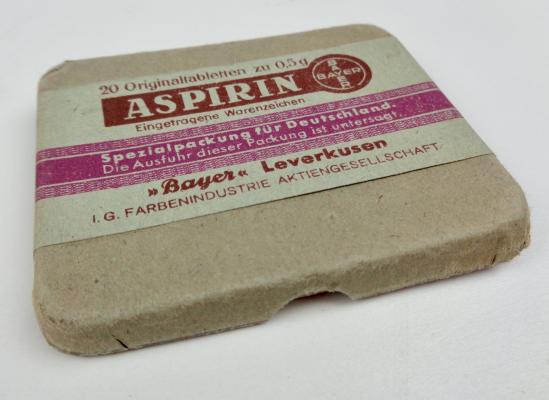 20 Originaltabletten zu 0,5 g
ASPIRIN
BAYER
BAYER
Eingetragene Warenzeichen
Spezialpackung für Deutschland.
Die Ausfuhr dieser Packung ist untersagt.
»Bayer« Leverkusen
I. G. FARBENINDUSTRIE AKTIENGESELLSCHAFT